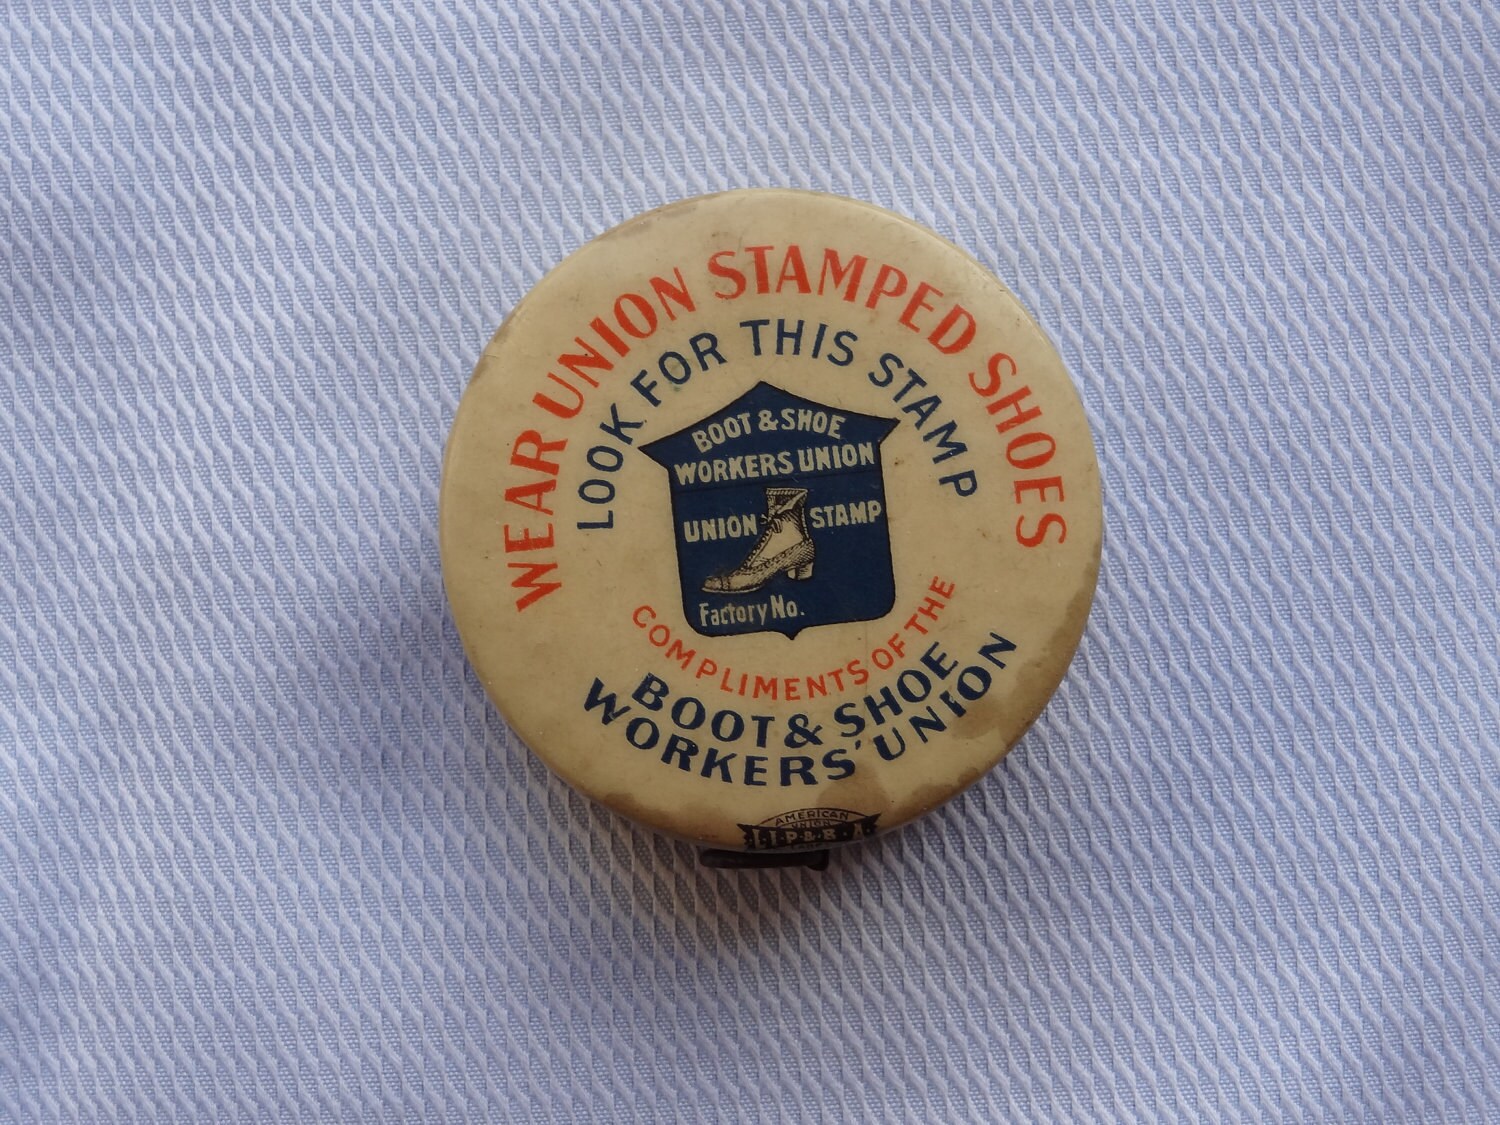 WEAR UNION STAMPED SHOES
LOOK FOR THIS STAMP
BOOT & SHOE
WORKERS UNION
UNION STAMP
Factory No.
COMPLIMENTS OF THE
BOOT & SHOE
WORKERS' UNION
AMERICAN
UNION